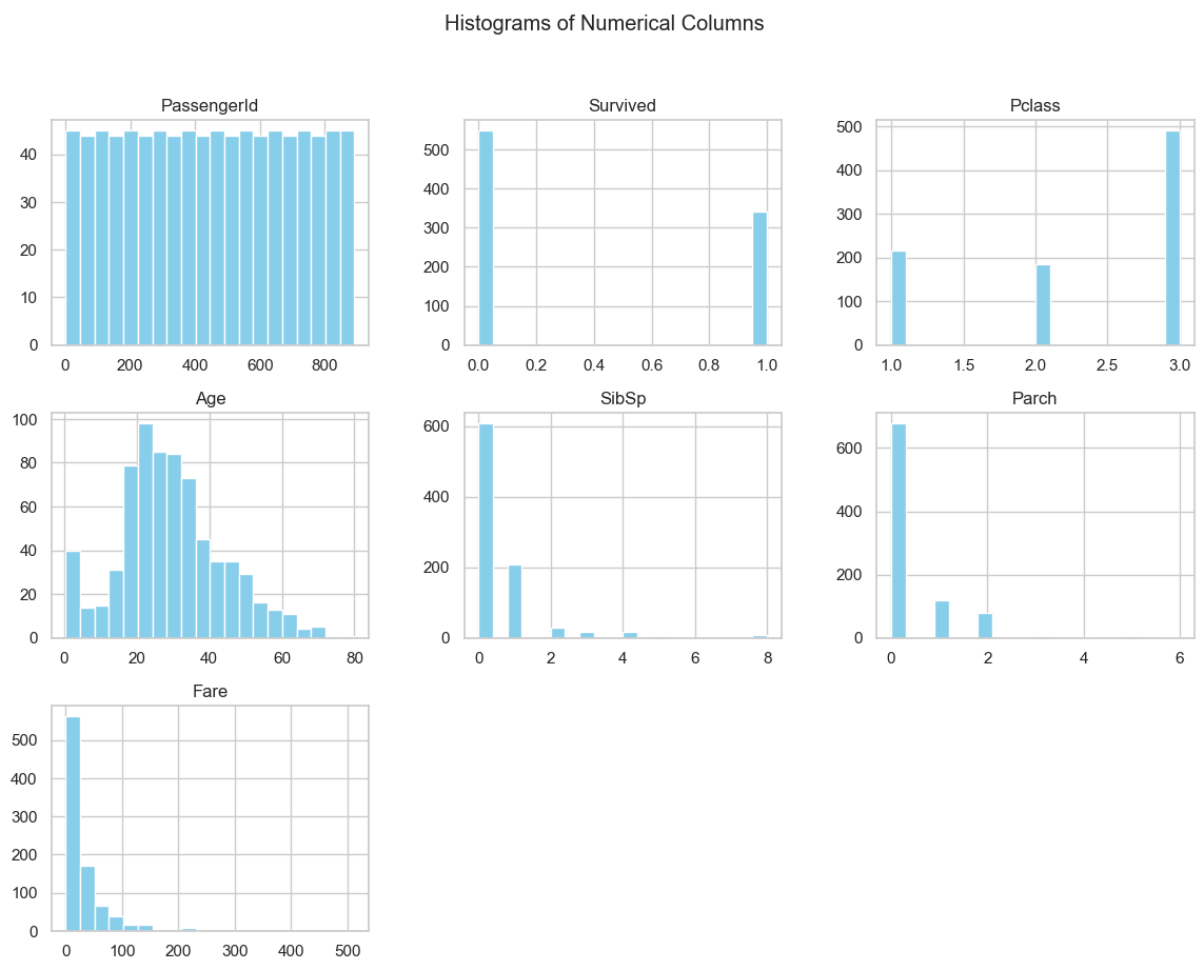 Histograms of Numerical Columns
PassengerId
40
30
20
10
0
0 200 400 600 800
Survived
500
400
300
200
100
0
0.0 0.2 0.4 0.6 0.8 1.0
Pclass
500
400
300
200
100
0
1.0 1.5 2.0 2.5 3.0
Age
100
80
60
40
20
0
0 20 40 60 80
SibSp
600
400
200
0
0 2 4 6 8
Parch
600
400
200
0
0 2 4 6
Fare
500
400
300
200
100
0
0 100 200 300 400 500